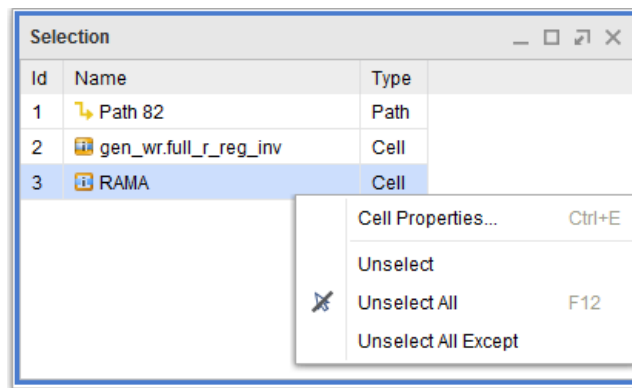 Selection
Id Name Type
1 Path 82 Path
2 gen_wr.full_r_reg_inv Cell
3 RAMA Cell
Cell Properties... Ctrl+E
Unselect
Unselect All F12
Unselect All Except